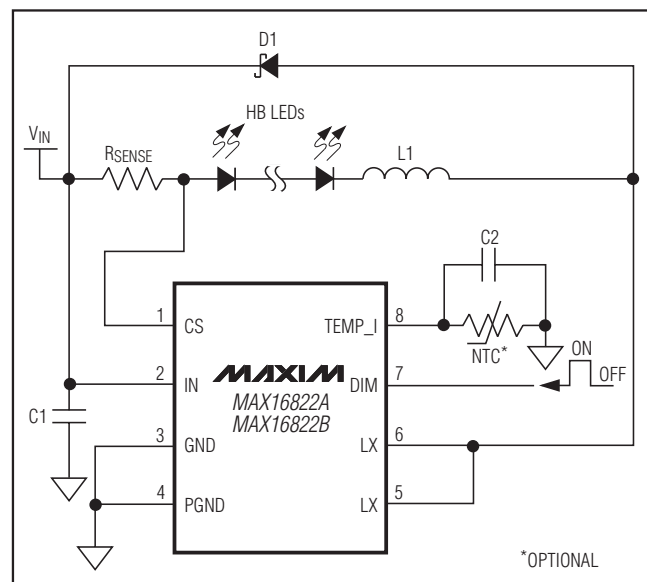 D1
HB LEDs
VIN
RSENSE
L1
C2
1
CS
TEMP_I
8
NTC*
ON
OFF
2
IN
MAXIM
DIM
7
MAX16822A
MAX16822B
C1
3
GND
LX
6
4
PGND
LX
5
*OPTIONAL